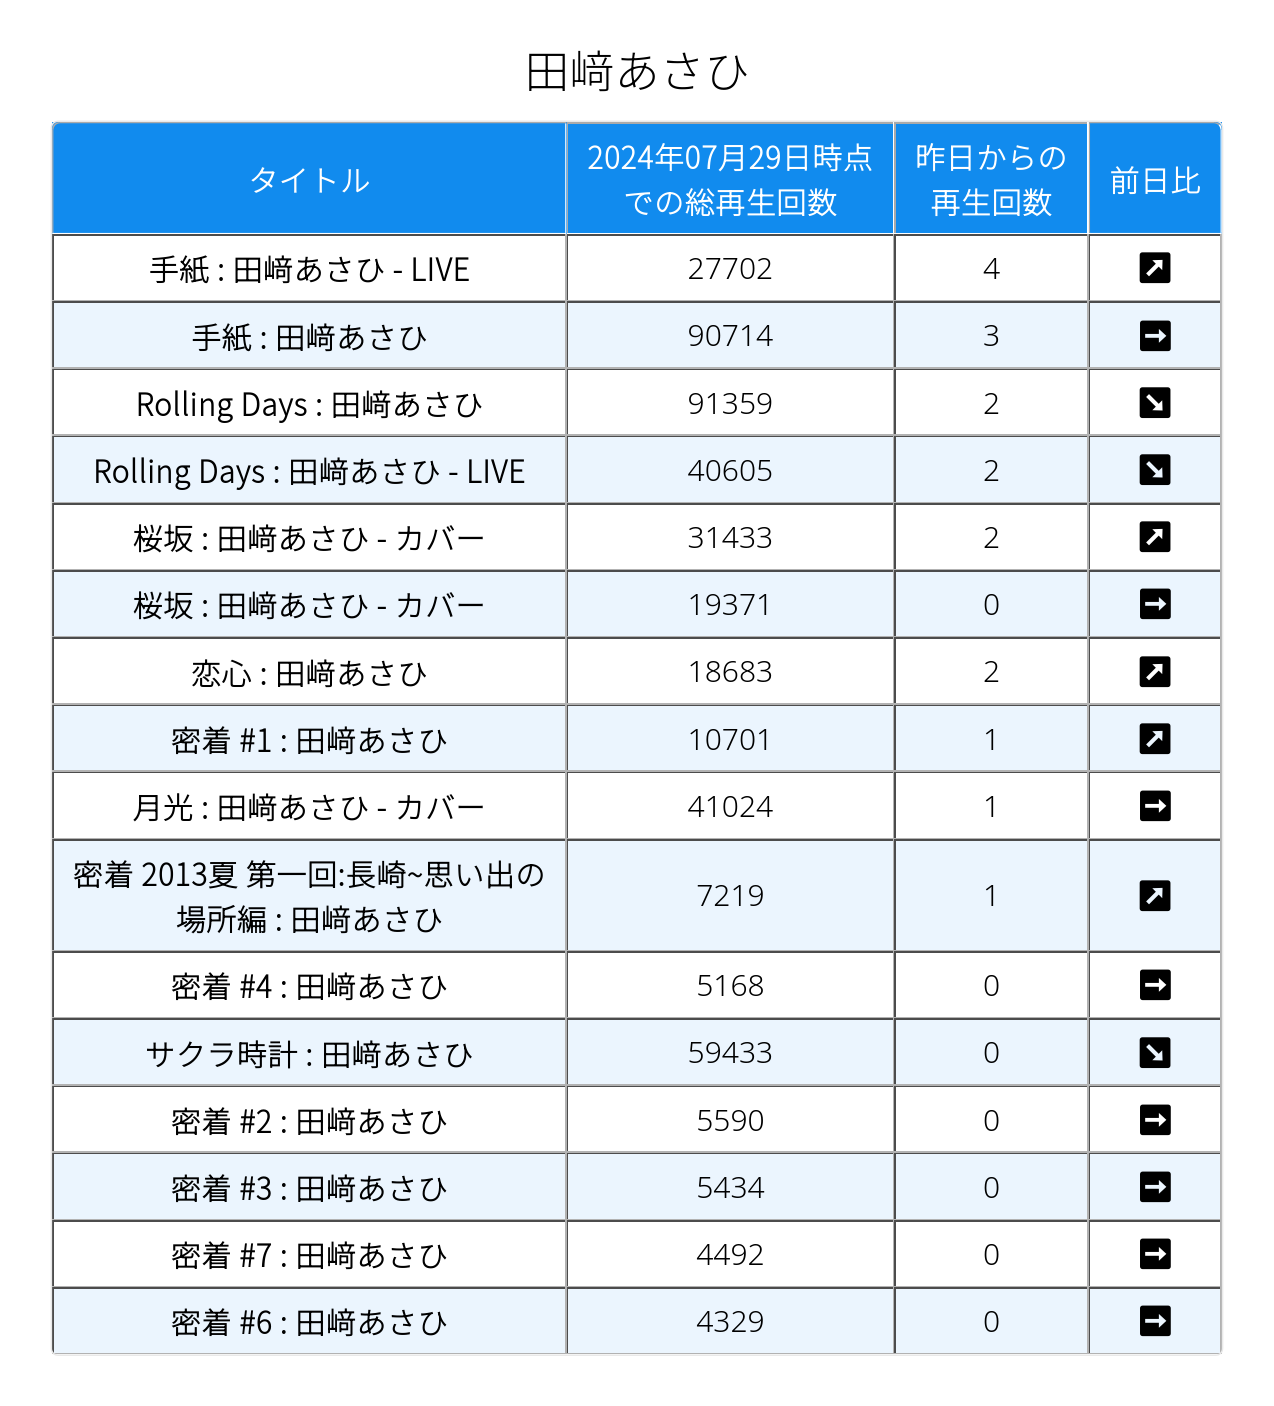 田﨑あさひ
タイトル 2024年07月29日時点での総再生回数 昨日からの再生回数 前日比
手紙 : 田﨑あさひ - LIVE 27702 4 ↗
手紙 : 田﨑あさひ 90714 3 →
Rolling Days : 田﨑あさひ 91359 2 ↘
Rolling Days : 田﨑あさひ - LIVE 40605 2 ↘
桜坂 : 田﨑あさひ - カバー 31433 2 ↗
桜坂 : 田﨑あさひ - カバー 19371 0 →
恋心 : 田﨑あさひ 18683 2 ↗
密着 #1 : 田﨑あさひ 10701 1 ↗
月光 : 田﨑あさひ - カバー 41024 1 →
密着 2013夏 第一回:長崎~思い出の場所編 : 田﨑あさひ 7219 1 ↗
密着 #4 : 田﨑あさひ 5168 0 →
サクラ時計 : 田﨑あさひ 59433 0 ↘
密着 #2 : 田﨑あさひ 5590 0 →
密着 #3 : 田﨑あさひ 5434 0 →
密着 #7 : 田﨑あさひ 4492 0 →
密着 #6 : 田﨑あさひ 4329 0 →